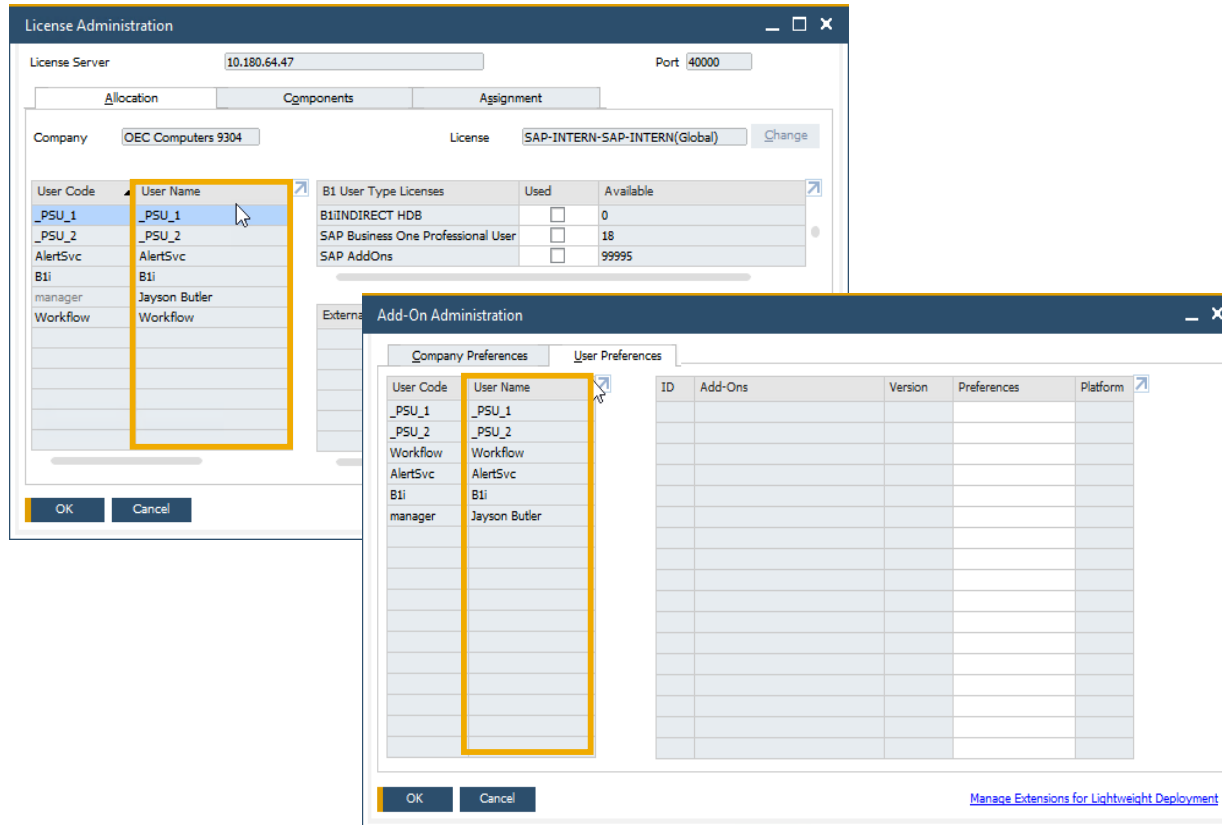 License Administration
License Server 10.180.64.47 Port 40000
Allocation Components Assignment
Company OEC Computers 9304 License SAP-INTERN-SAP-INTERN(Global) Change
User Code User Name B1 User Type Licenses Used Available
_PSU_1 _PSU_1 B1iINDIRECT HDB 0
_PSU_2 _PSU_2 SAP Business One Professional User 18
AlertSvc AlertSvc SAP AddOns 99995
B1i B1i
manager Jayson Butler
Workflow Workflow Externa
OK Cancel
Add-On Administration
Company Preferences User Preferences
User Code User Name ID Add-Ons Version Preferences Platform
_PSU_1 _PSU_1
_PSU_2 _PSU_2
Workflow Workflow
AlertSvc AlertSvc
B1i B1i
manager Jayson Butler
OK Cancel Manage Extensions for Lightweight Deployment